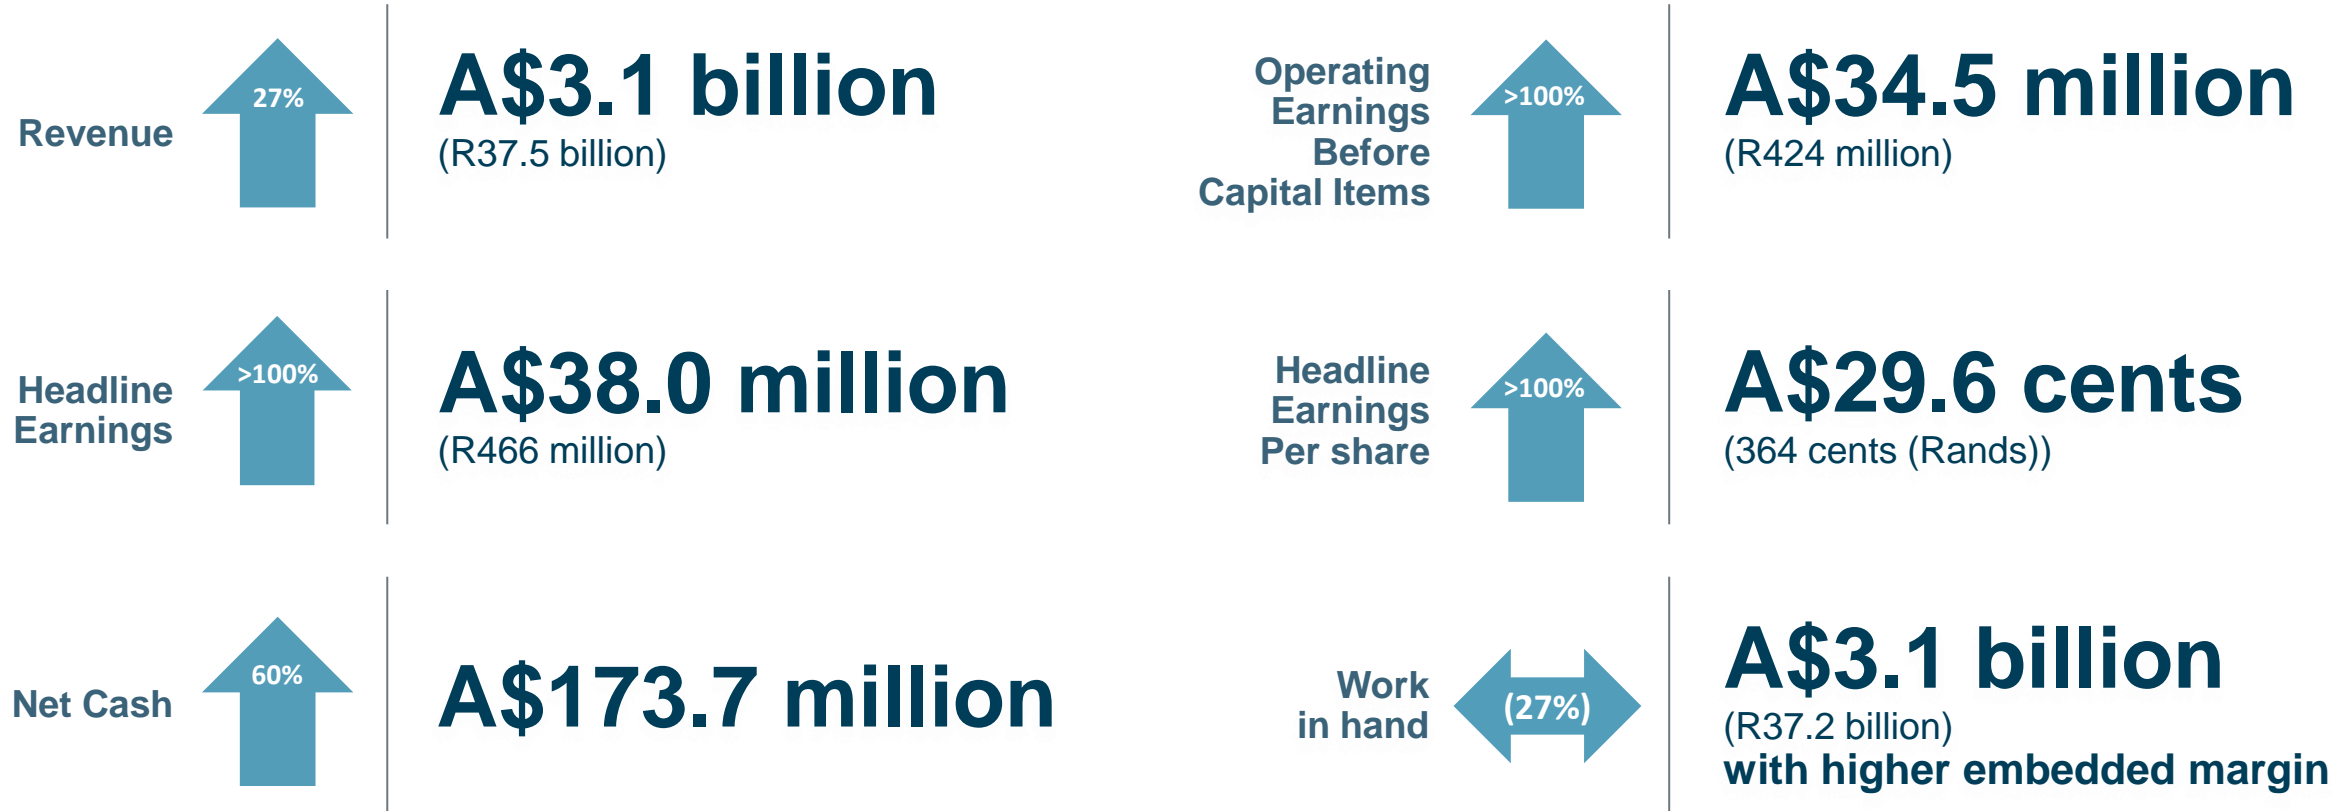 Revenue
27%
A$3.1 billion
(R37.5 billion)
Operating
Earnings
Before
Capital Items
>100%
A$34.5 million
(R424 million)
Headline
Earnings
>100%
A$38.0 million
(R466 million)
Headline
Earnings
Per share
>100%
A$29.6 cents
(364 cents (Rands))
Net Cash
60%
A$173.7 million
Work
in hand
(27%)
A$3.1 billion
(R37.2 billion)
with higher embedded margin